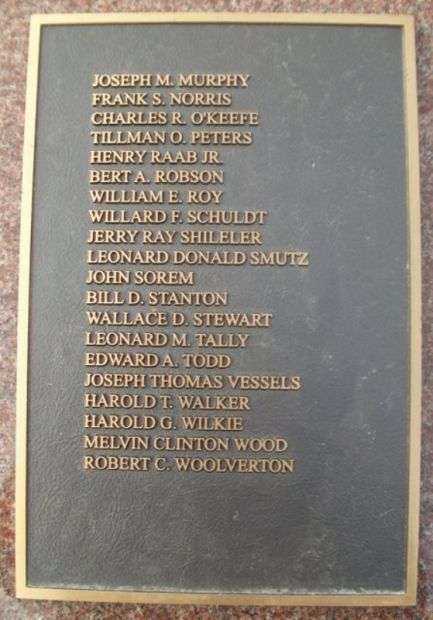 JOSEPH M. MURPHY
FRANK S. NORRIS
CHARLES R. O'KEEFE
TILLMAN O. PETERS
HENRY RAAB JR.
BERT A. ROBSON
WILLIAM E. ROY
WILLARD F. SCHULDT
JERRY RAY SHILELER
LEONARD DONALD SMUTZ
JOHN SOREM
BILL D. STANTON
WALLACE D. STEWART
LEONARD M. TALLY
EDWARD A. TODD
JOSEPH THOMAS VESSELS
HAROLD T. WALKER
HAROLD G. WILKIE
MELVIN CLINTON WOOD
ROBERT C. WOOLVERTON